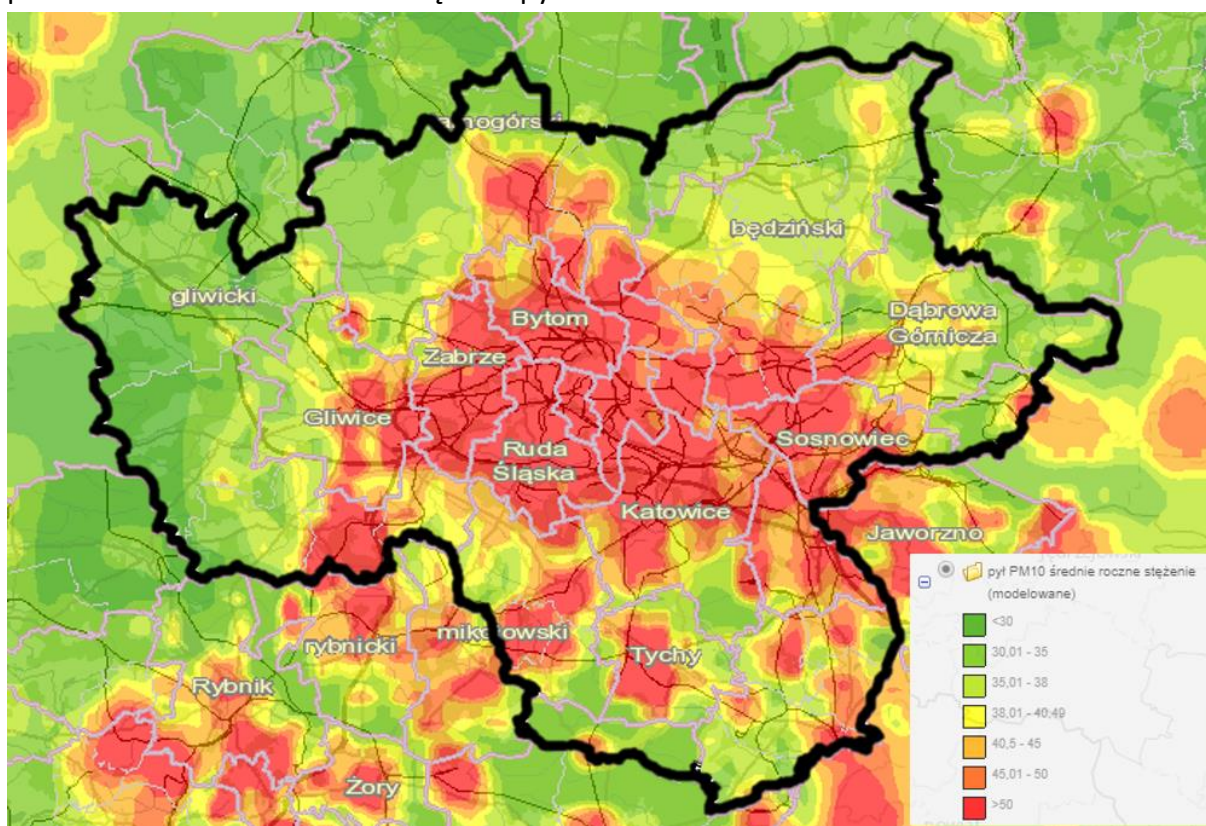 będziński
gliwicki
Dąbrowa
Górnicza
Bytom
Zabrze
Gliwice
Ruda
Śląska
Sosnowiec
Katowice
Jaworzno
mikołowski
rybnicki
Tychy
Rybnik
Żory
pył PM10 średnie roczne stężenie
(modelowane)
<30
30,01 - 35
35,01 - 38
38,01 - 40,49
40,5 - 45
45,01 - 50
>50